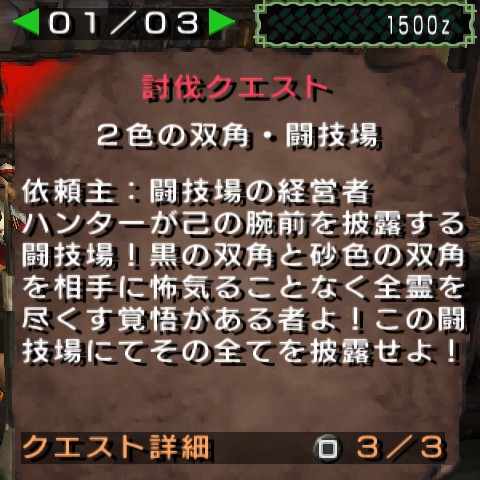 01/03
1500z
討伐クエスト
2色の双角・闘技場
依頼主：闘技場の経営者
ハンターが己の腕前を披露する
闘技場！黒の双角と砂色の双角
を相手に怖気ることなく全霊を
尽くす覚悟がある者よ！この闘
技場にてその全てを披露せよ！
クエスト詳細 3/3